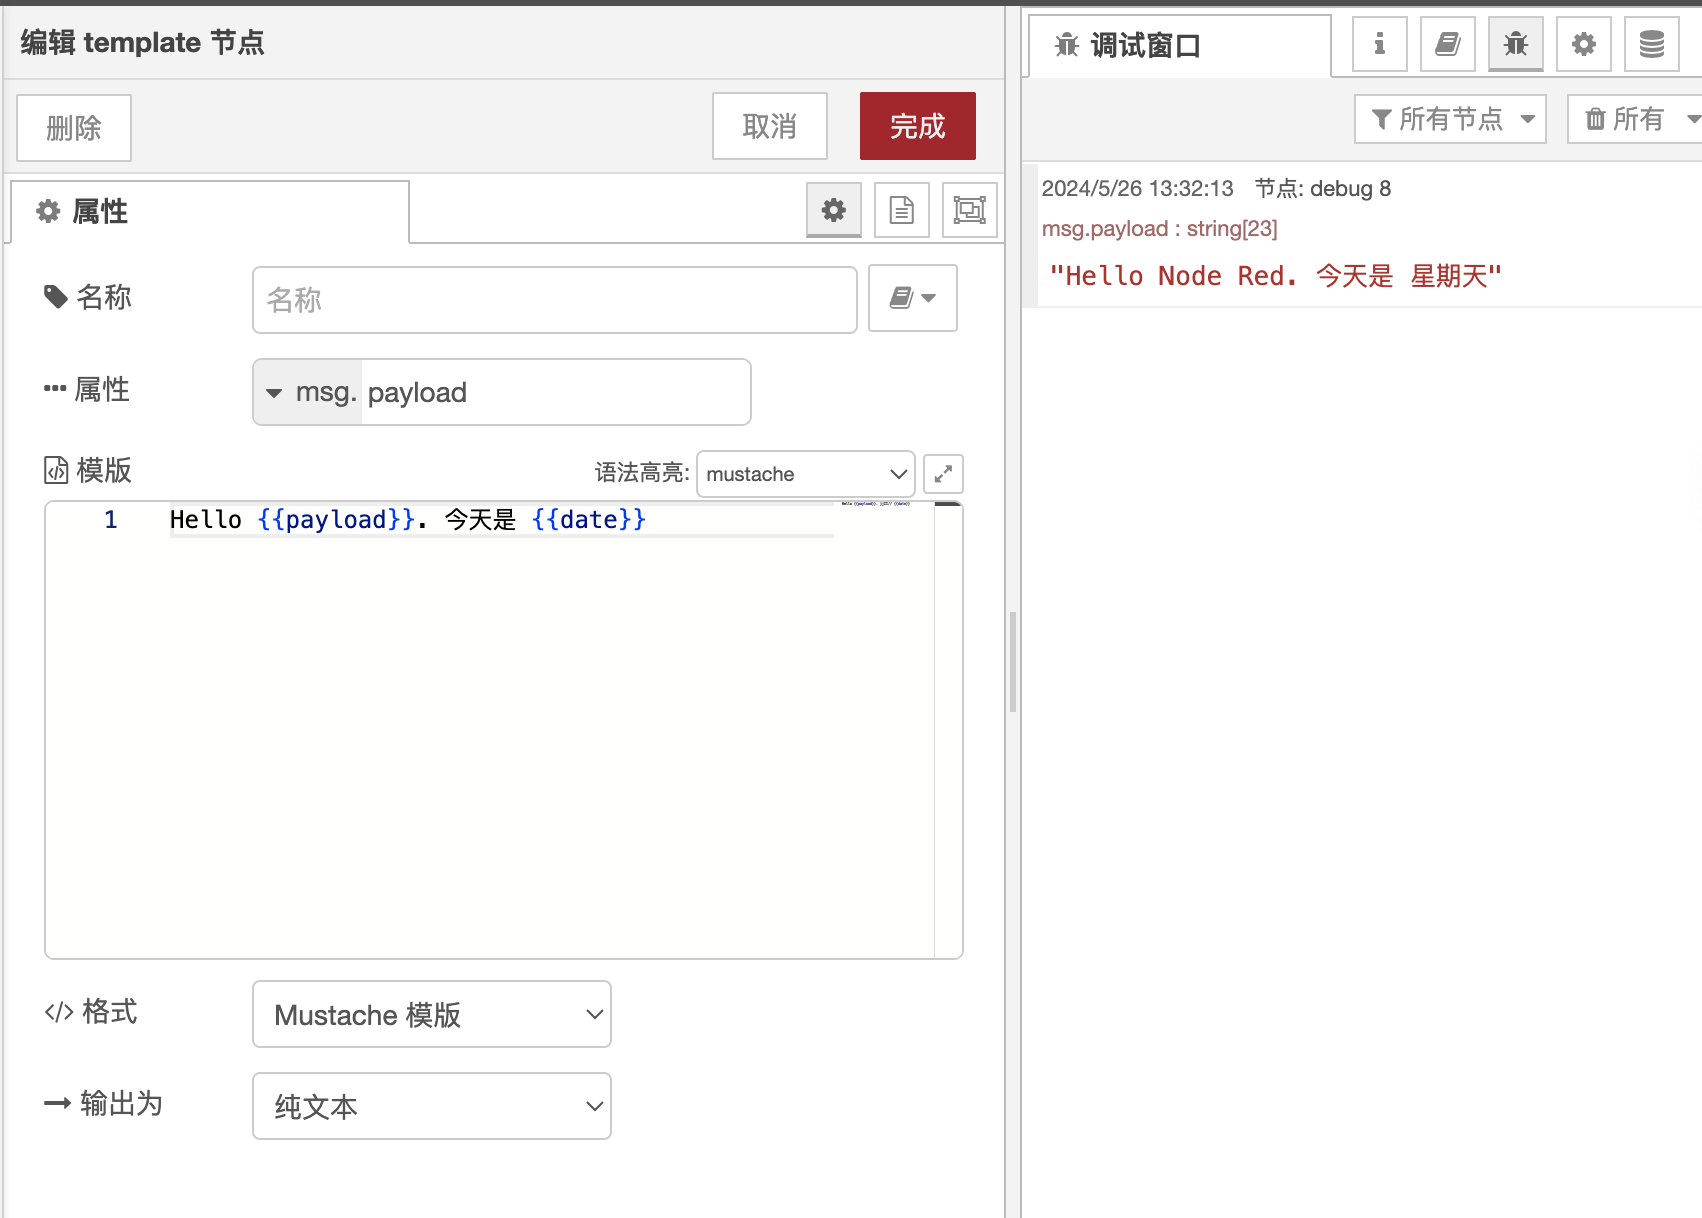 编辑 template 节点
删除
取消
完成
属性
名称
名称
属性
msg. payload
模版
语法高亮: mustache
1 Hello {{payload}}. 今天是 {{date}}
格式
Mustache 模版
输出为
纯文本
调试窗口
所有节点
所有
2024/5/26 13:32:13 节点: debug 8
msg.payload : string[23]
"Hello Node Red. 今天是 星期天"